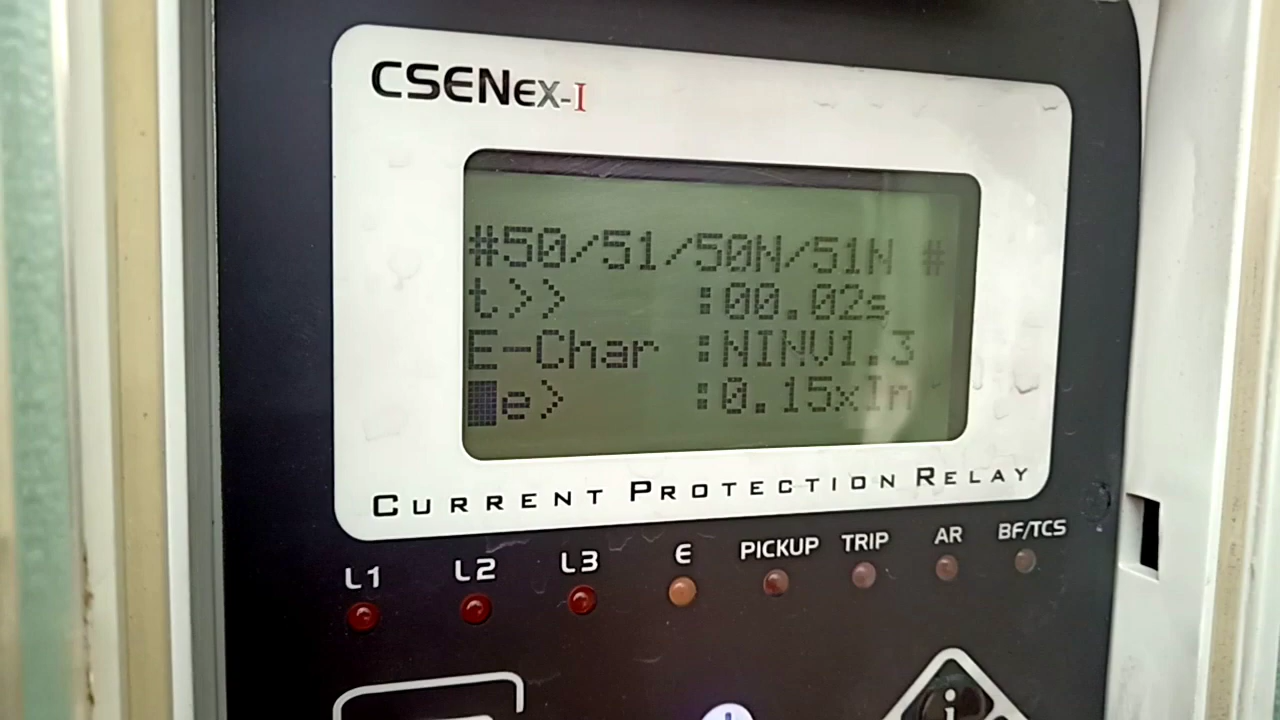 CSENEX-I
#50/51/50N/51N #
t>> :00.02s
E-Char :NINV1.3
e> :0.15xIn
CURRENT PROTECTION RELAY
L1 L2 L3 E PICKUP TRIP AR BF/TCS
i